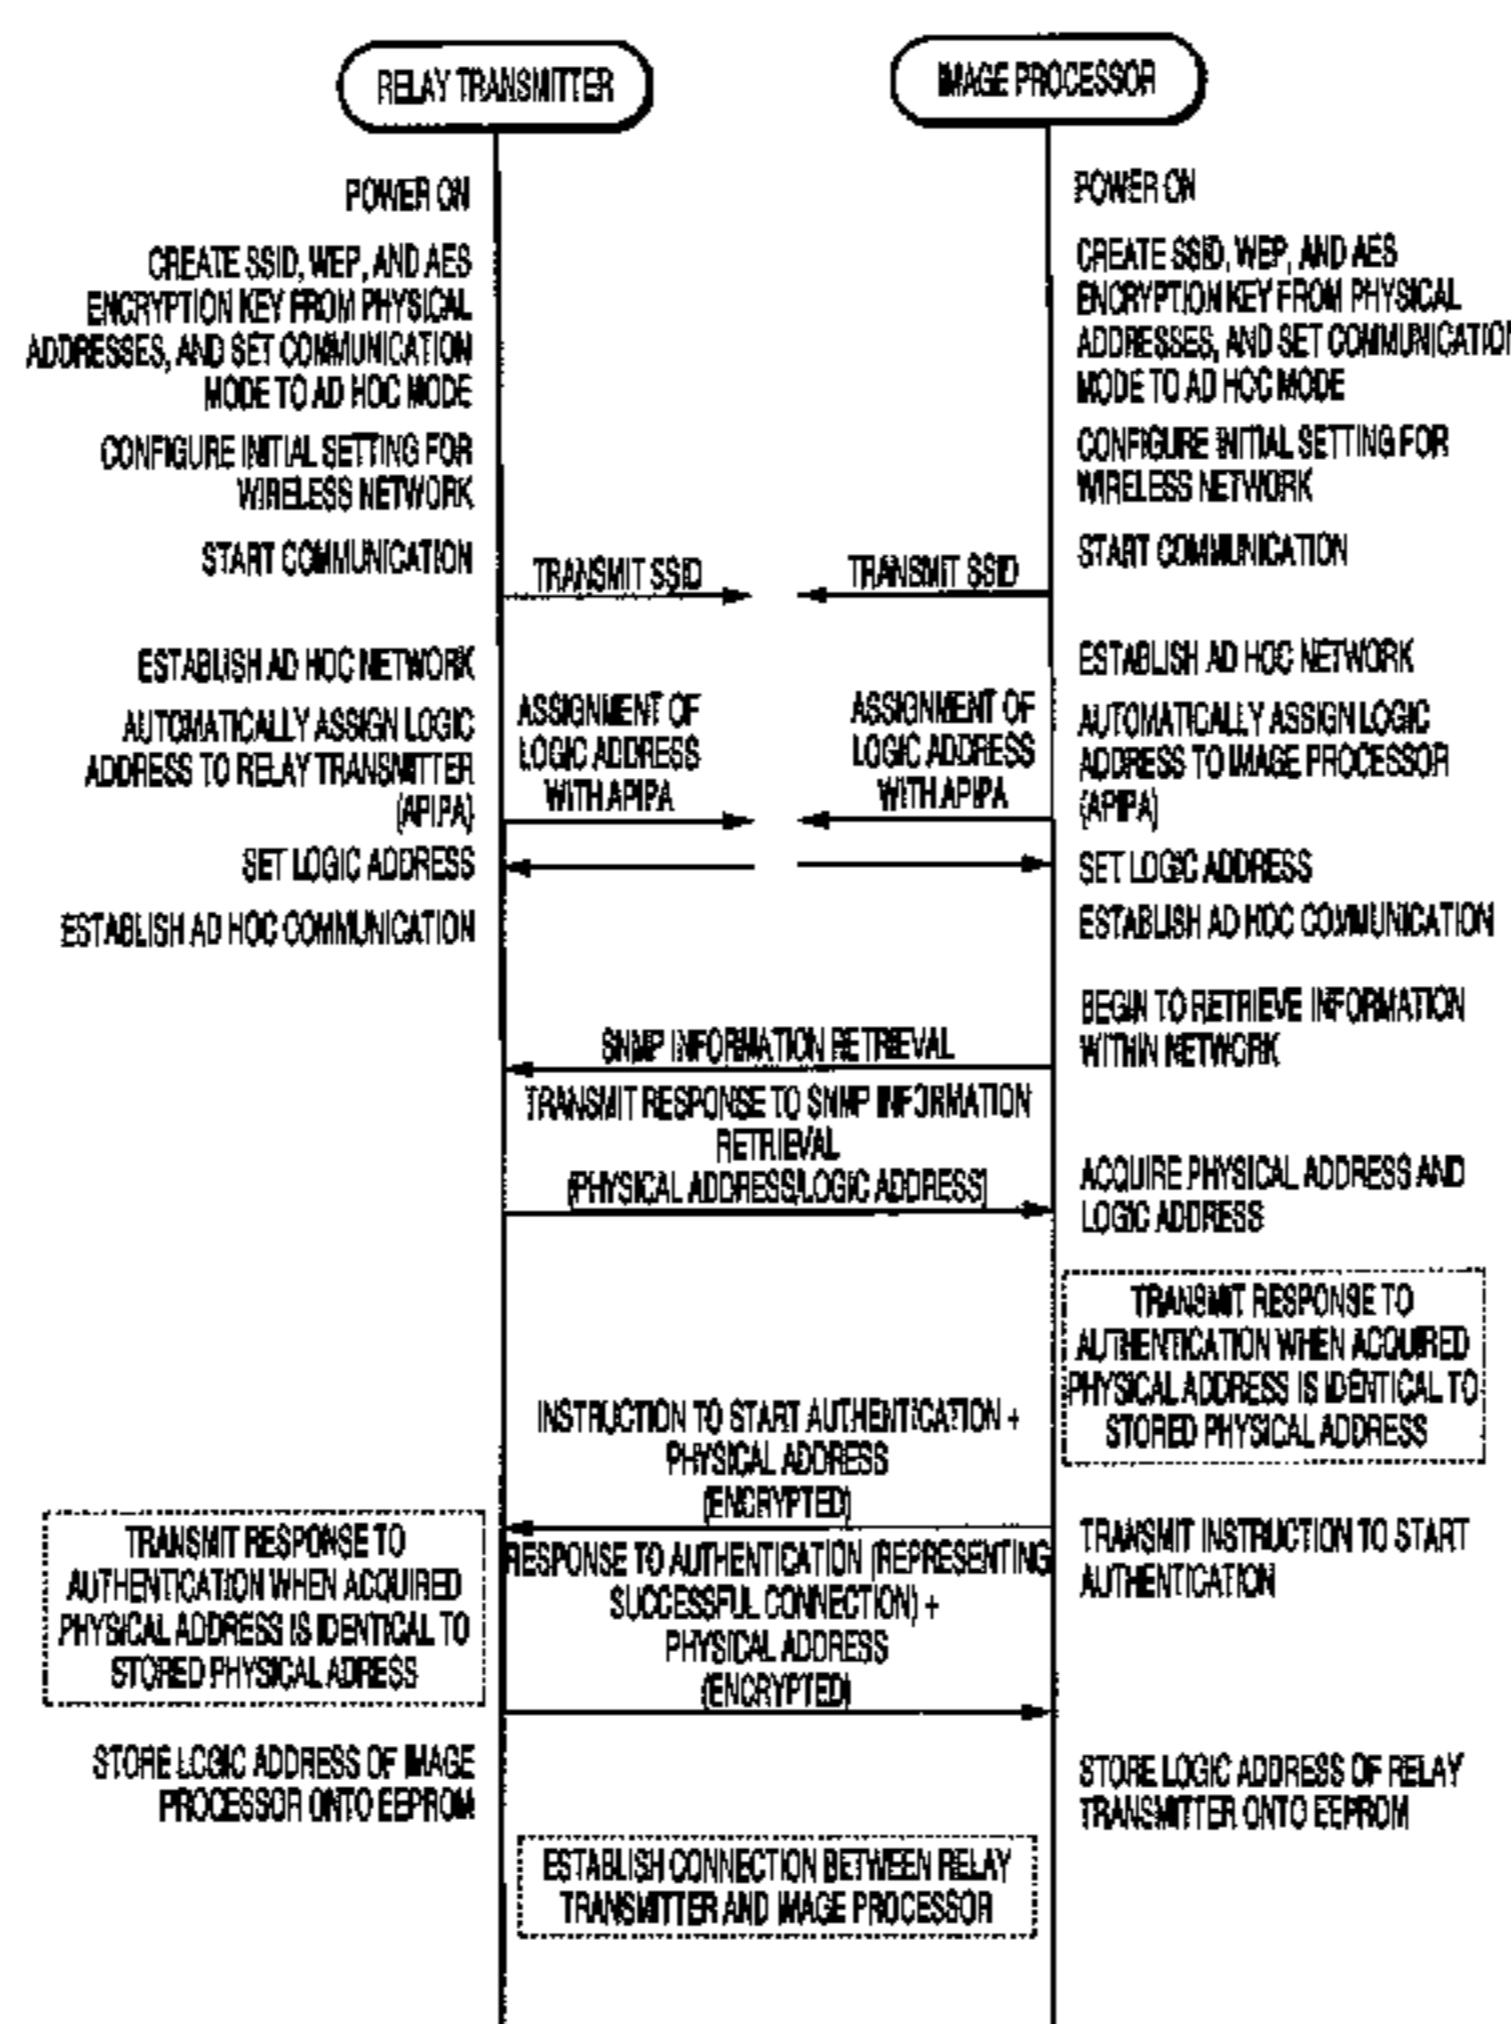 RELAY TRANSMITTER
IMAGE PROCESSOR
POWER ON
POWER ON
CREATE SSID, WEP, AND AES
ENCRYPTION KEY FROM PHYSICAL
ADDRESSES, AND SET COMMUNICATION
MODE TO AD HOC MODE
CREATE SSID, WEP, AND AES
ENCRYPTION KEY FROM PHYSICAL
ADDRESSES, AND SET COMMUNICATION
MODE TO AD HOC MODE
CONFIGURE INITIAL SETTING FOR
WIRELESS NETWORK
CONFIGURE INITIAL SETTING FOR
WIRELESS NETWORK
START COMMUNICATION
TRANSMIT SSID
TRANSMIT SSID
START COMMUNICATION
ESTABLISH AD HOC NETWORK
ESTABLISH AD HOC NETWORK
AUTOMATICALLY ASSIGN LOGIC
ADDRESS TO RELAY TRANSMITTER
(APIPA)
ASSIGNMENT OF
LOGIC ADDRESS
WITH APIPA
ASSIGNMENT OF
LOGIC ADDRESS
WITH APIPA
AUTOMATICALLY ASSIGN LOGIC
ADDRESS TO IMAGE PROCESSOR
(APIPA)
SET LOGIC ADDRESS
SET LOGIC ADDRESS
ESTABLISH AD HOC COMMUNICATION
ESTABLISH AD HOC COMMUNICATION
BEGIN TO RETRIEVE INFORMATION
WITHIN NETWORK
SNMP INFORMATION RETRIEVAL
TRANSMIT RESPONSE TO SNMP INFORMATION
RETRIEVAL
(PHYSICAL ADDRESS/LOGIC ADDRESS)
ACQUIRE PHYSICAL ADDRESS AND
LOGIC ADDRESS
TRANSMIT RESPONSE TO
AUTHENTICATION WHEN ACQUIRED
PHYSICAL ADDRESS IS IDENTICAL TO
STORED PHYSICAL ADDRESS
INSTRUCTION TO START AUTHENTICATION +
PHYSICAL ADDRESS
(ENCRYPTED)
TRANSMIT INSTRUCTION TO START
AUTHENTICATION
TRANSMIT RESPONSE TO
AUTHENTICATION WHEN ACQUIRED
PHYSICAL ADDRESS IS IDENTICAL TO
STORED PHYSICAL ADRESS
RESPONSE TO AUTHENTICATION (REPRESENTING
SUCCESSFUL CONNECTION) +
PHYSICAL ADDRESS
(ENCRYPTED)
STORE LOGIC ADDRESS OF IMAGE
PROCESSOR ONTO EEPROM
STORE LOGIC ADDRESS OF RELAY
TRANSMITTER ONTO EEPROM
ESTABLISH CONNECTION BETWEEN RELAY
TRANSMITTER AND IMAGE PROCESSOR